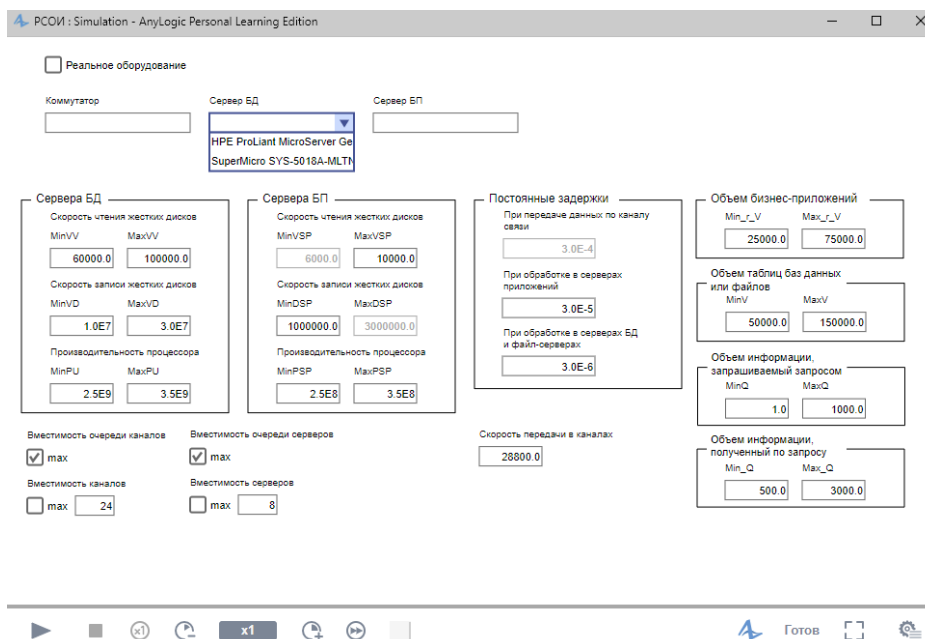 РСОИ : Simulation - AnyLogic Personal Learning Edition
Реальное оборудование
Коммутатор
Сервер БД
Сервер БП
HPE ProLiant MicroServer Ge
SuperMicro SYS-5018A-MLTN
Сервера БД
Скорость чтения жестких дисков
MinVV MaxVV
60000.0 100000.0
Скорость записи жестких дисков
MinVD MaxVD
1.0E7 3.0E7
Производительность процессора
MinPU MaxPU
2.5E9 3.5E9
Сервера БП
Скорость чтения жестких дисков
MinVSP MaxVSP
6000.0 10000.0
Скорость записи жестких дисков
MinDSP MaxDSP
1000000.0 3000000.0
Производительность процессора
MinPSP MaxPSP
2.5E8 3.5E8
Постоянные задержки
При передаче данных по каналу
связи
3.0E-4
При обработке в серверах
приложений
3.0E-5
При обработке в серверах БД
и файл-серверах
3.0E-6
Объем бизнес-приложений
Min_r_V Max_r_V
25000.0 75000.0
Объем таблиц баз данных
или файлов
MinV MaxV
50000.0 150000.0
Объем информации,
запрашиваемый запросом
MinQ MaxQ
1.0 1000.0
Объем информации,
полученный по запросу
Min_Q Max_Q
500.0 3000.0
Вместимость очереди каналов
max
Вместимость очереди серверов
max
Вместимость каналов
max 24
Вместимость серверов
max 8
Скорость передачи в каналах
28800.0
x1
x1
Готов